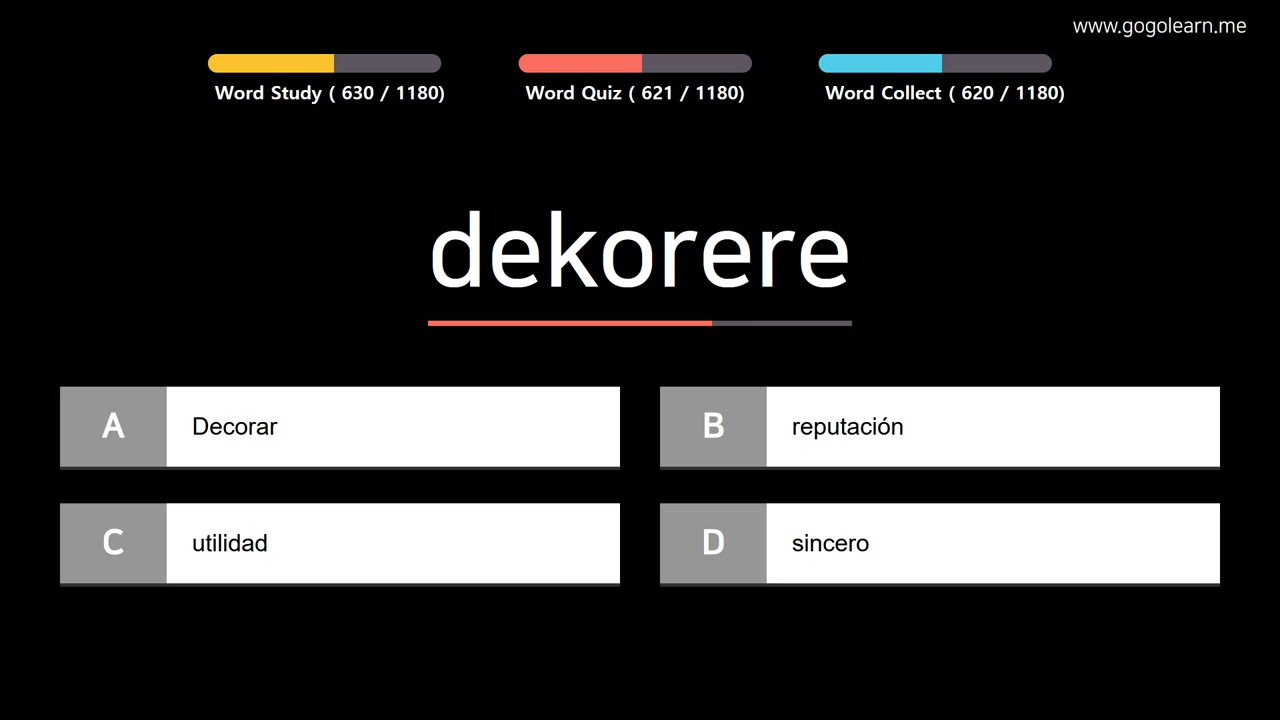 www.gogolearn.me
Word Study ( 630 / 1180)
Word Quiz ( 621 / 1180)
Word Collect ( 620 / 1180)
dekorere
A Decorar
B reputación
C utilidad
D sincero